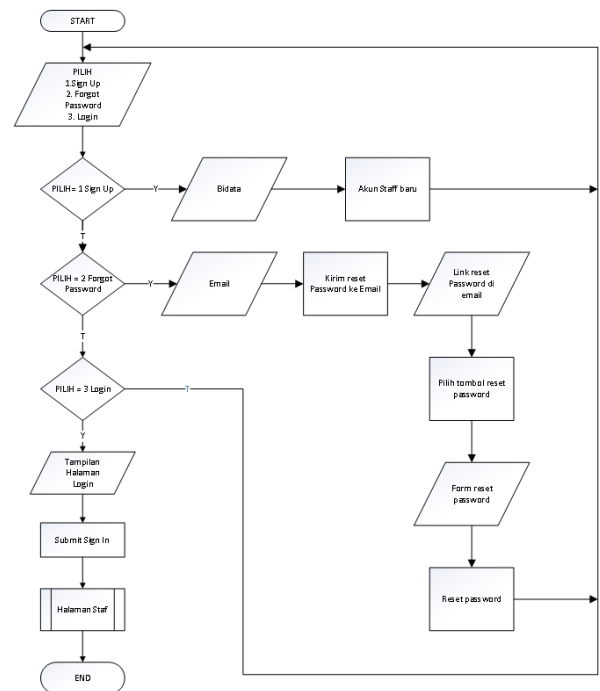 START
PILIH
1.Sign Up
2. Forgot
Password
3. Login
PILIH= 1 Sign Up
Y
Bidata
Akun Staff baru
T
PILIH = 2 Forgot
Password
Y
Email
Kirim reset
Password ke Email
Link reset
Password di
email
T
Pilih tombol reset
password
PILIH = 3 Login
T
Y
Tampilan
Halaman
Login
Form reset
password
Submit Sign In
Reset password
Halaman Staf
END